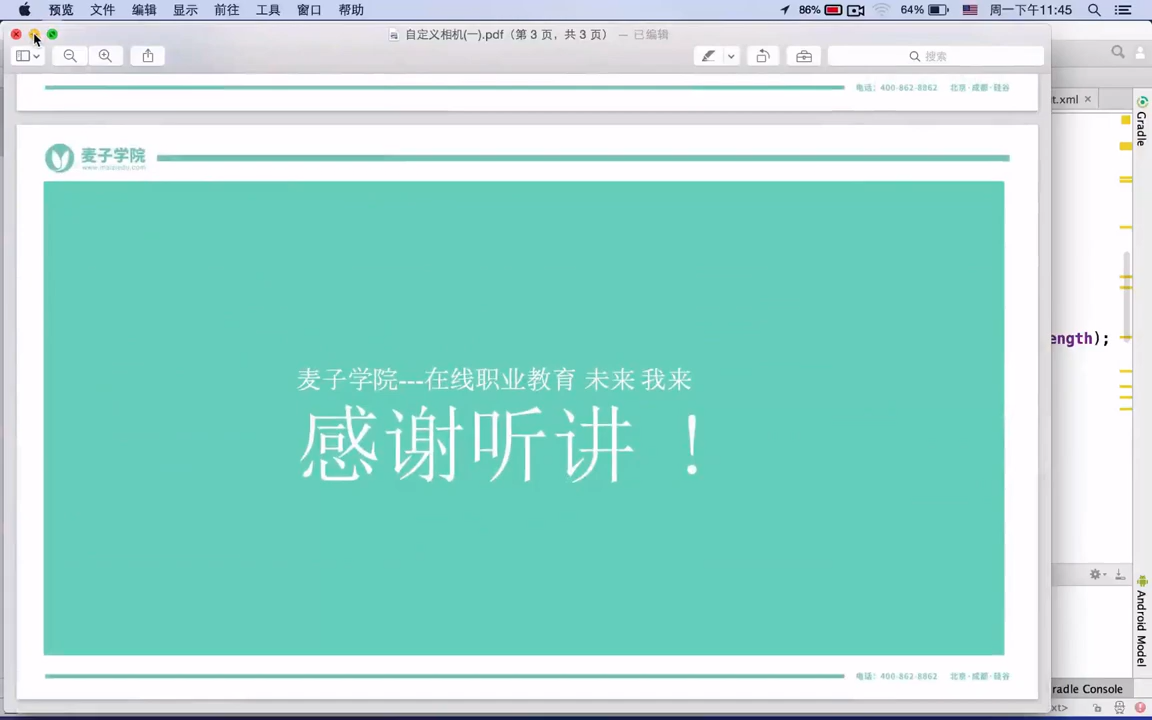 预览 文件 编辑 显示 前往 工具 窗口 帮助 86% 64% 周一下午11:45
自定义相机(一).pdf（第 3 页，共 3 页） — 已编辑
搜索
电话：400-862-8862 北京·成都·硅谷
t.xml
Gradle
麦子学院
www.maiziedu.com
ength);
麦子学院---在线职业教育 未来 我来
感谢听讲 ！
Android Model
电话：400-862-8862 北京·成都·硅谷
radle Console
xt>